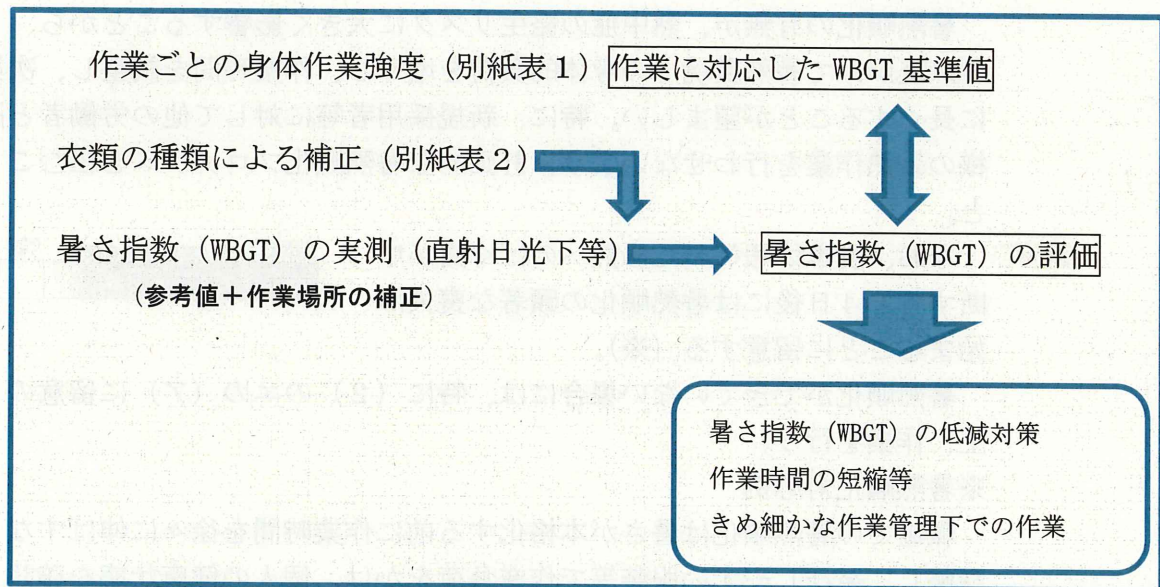 作業ごとの身体作業強度（別紙表１）作業に対応した WBGT 基準値
衣類の種類による補正（別紙表２）
暑さ指数（WBGT）の実測（直射日光下等）
（参考値＋作業場所の補正）
暑さ指数（WBGT）の評価
暑さ指数（WBGT）の低減対策
作業時間の短縮等
きめ細かな作業管理下での作業